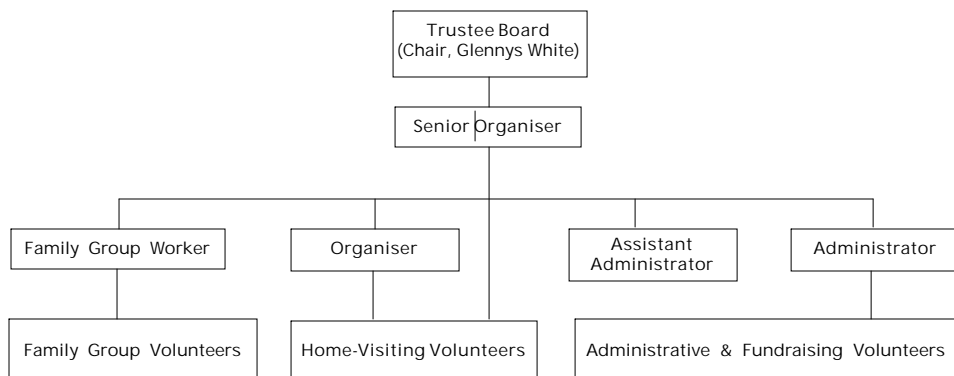 Trustee Board
(Chair, Glennys White)
Senior Organiser
Family Group Worker
Organiser
Assistant
Administrator
Administrator
Family Group Volunteers
Home-Visiting Volunteers
Administrative & Fundraising Volunteers